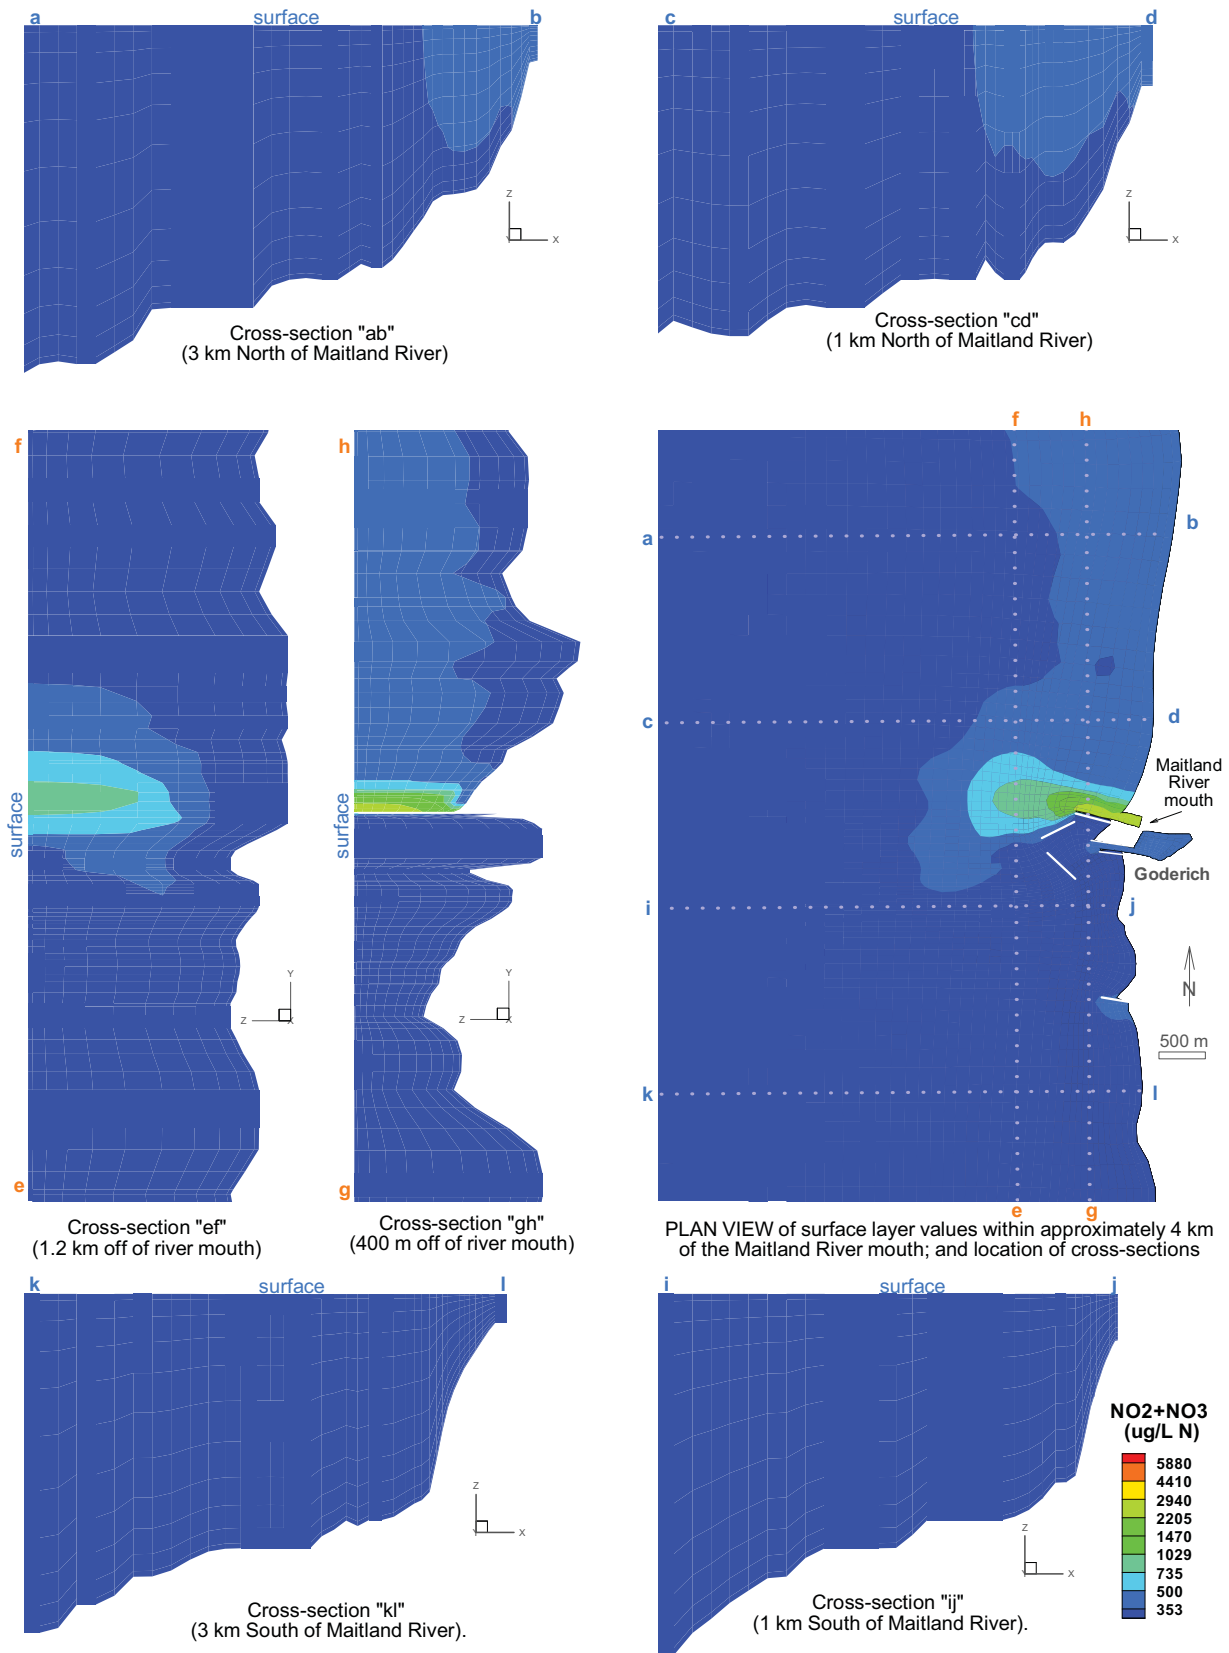 a surface b
c surface d
Z
X
Y
Z
X
Y
Cross-section "ab"
(3 km North of Maitland River)
Cross-section "cd"
(1 km North of Maitland River)
f
surface
e
Y
Z
X
Cross-section "ef"
(1.2 km off of river mouth)
h
surface
g
Y
Z
X
Cross-section "gh"
(400 m off of river mouth)
f h
a b
c d
Maitland
River
mouth
Goderich
i j
N
500 m
k l
e g
PLAN VIEW of surface layer values within approximately 4 km
of the Maitland River mouth; and location of cross-sections
k surface l
Z
X
Y
Cross-section "kl"
(3 km South of Maitland River).
i surface j
Z
X
Y
Cross-section "ij"
(1 km South of Maitland River).
NO2+NO3
(ug/L N)
5880
4410
2940
2205
1470
1029
735
500
353